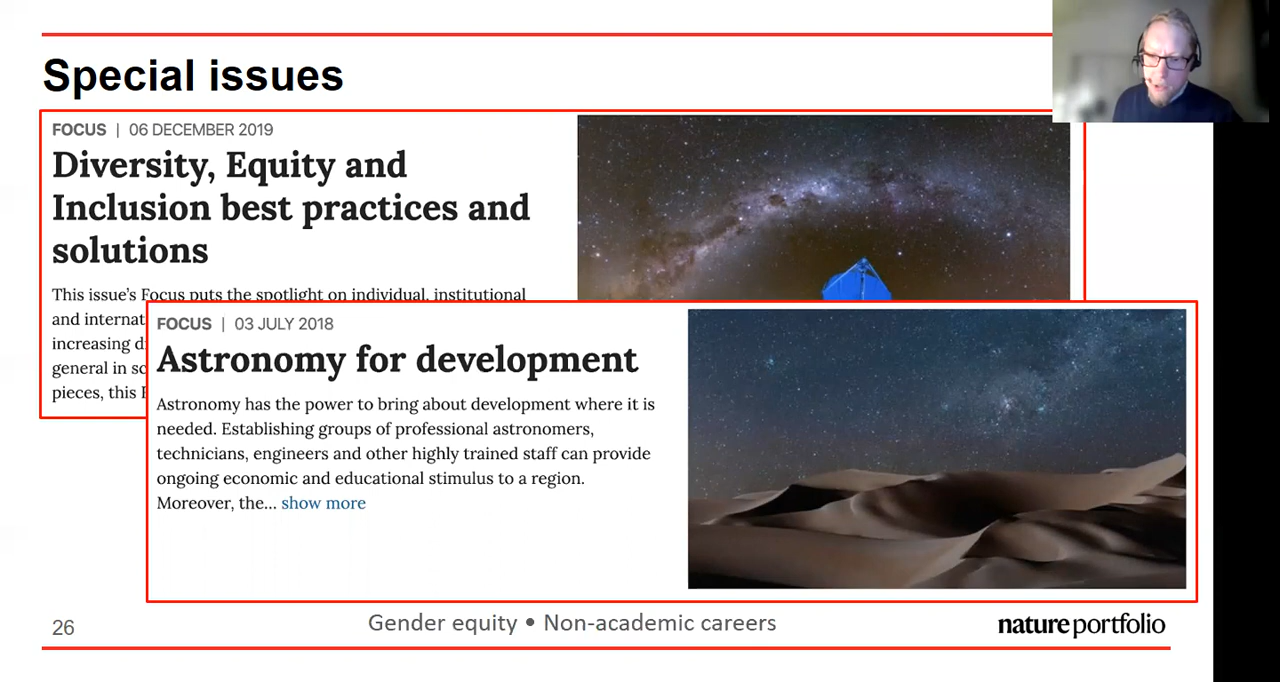 Special issues
FOCUS | 06 DECEMBER 2019
Diversity, Equity and
Inclusion best practices and
solutions
This issue's Focus puts the spotlight on individual, institutional
and internat
increasing d
general in sc
pieces, this
FOCUS | 03 JULY 2018
Astronomy for development
Astronomy has the power to bring about development where it is
needed. Establishing groups of professional astronomers,
technicians, engineers and other highly trained staff can provide
ongoing economic and educational stimulus to a region.
Moreover, the... show more
26
Gender equity • Non-academic careers
nature portfolio